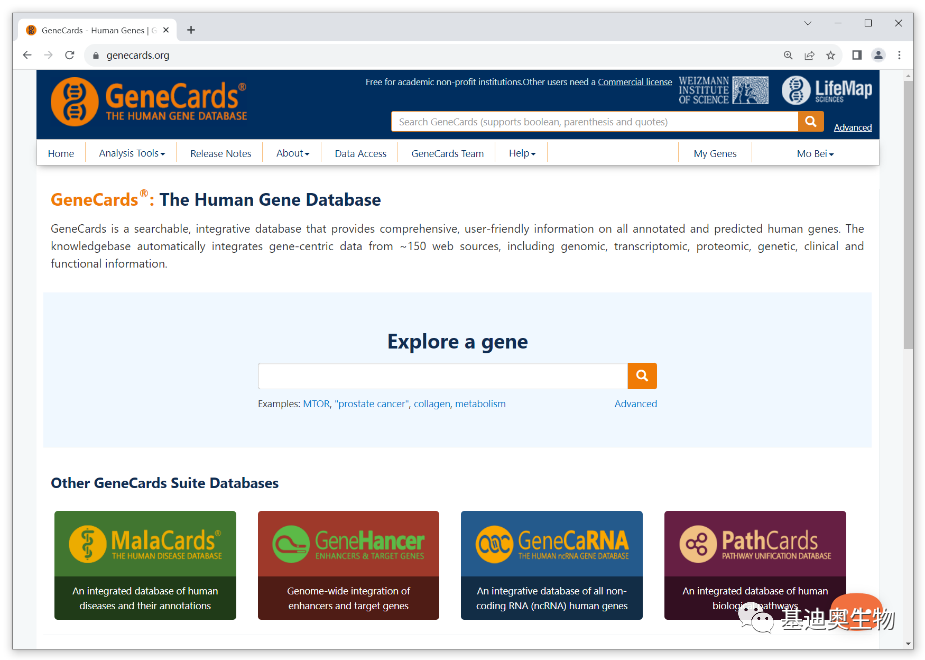 GeneCards - Human Genes | G
genecards.org
GeneCards®
THE HUMAN GENE DATABASE
Free for academic non-profit institutions.Other users need a Commercial license
WEIZMANN
INSTITUTE
OF SCIENCE
LifeMap
SCIENCES
Search GeneCards (supports boolean, parenthesis and quotes)
Advanced
Home Analysis Tools Release Notes About Data Access GeneCards Team Help My Genes Mo Bei
GeneCards®: The Human Gene Database
GeneCards is a searchable, integrative database that provides comprehensive, user-friendly information on all annotated and predicted human genes. The
knowledgebase automatically integrates gene-centric data from ~150 web sources, including genomic, transcriptomic, proteomic, genetic, clinical and
functional information.
Explore a gene
Examples: MTOR, "prostate cancer", collagen, metabolism
Advanced
Other GeneCards Suite Databases
MalaCards®
THE HUMAN DISEASE DATABASE
An integrated database of human
diseases and their annotations
GeneHancer
ENHANCERS & TARGET GENES
Genome-wide integration of
enhancers and target genes
GeneCaRNA
THE HUMAN ncRNA GENE DATABASE
An integrative database of all non-
coding RNA (ncRNA) human genes
PathCards
PATHWAY UNIFICATION DATABASE
An integrated database of human
biological pathways
基迪奥生物